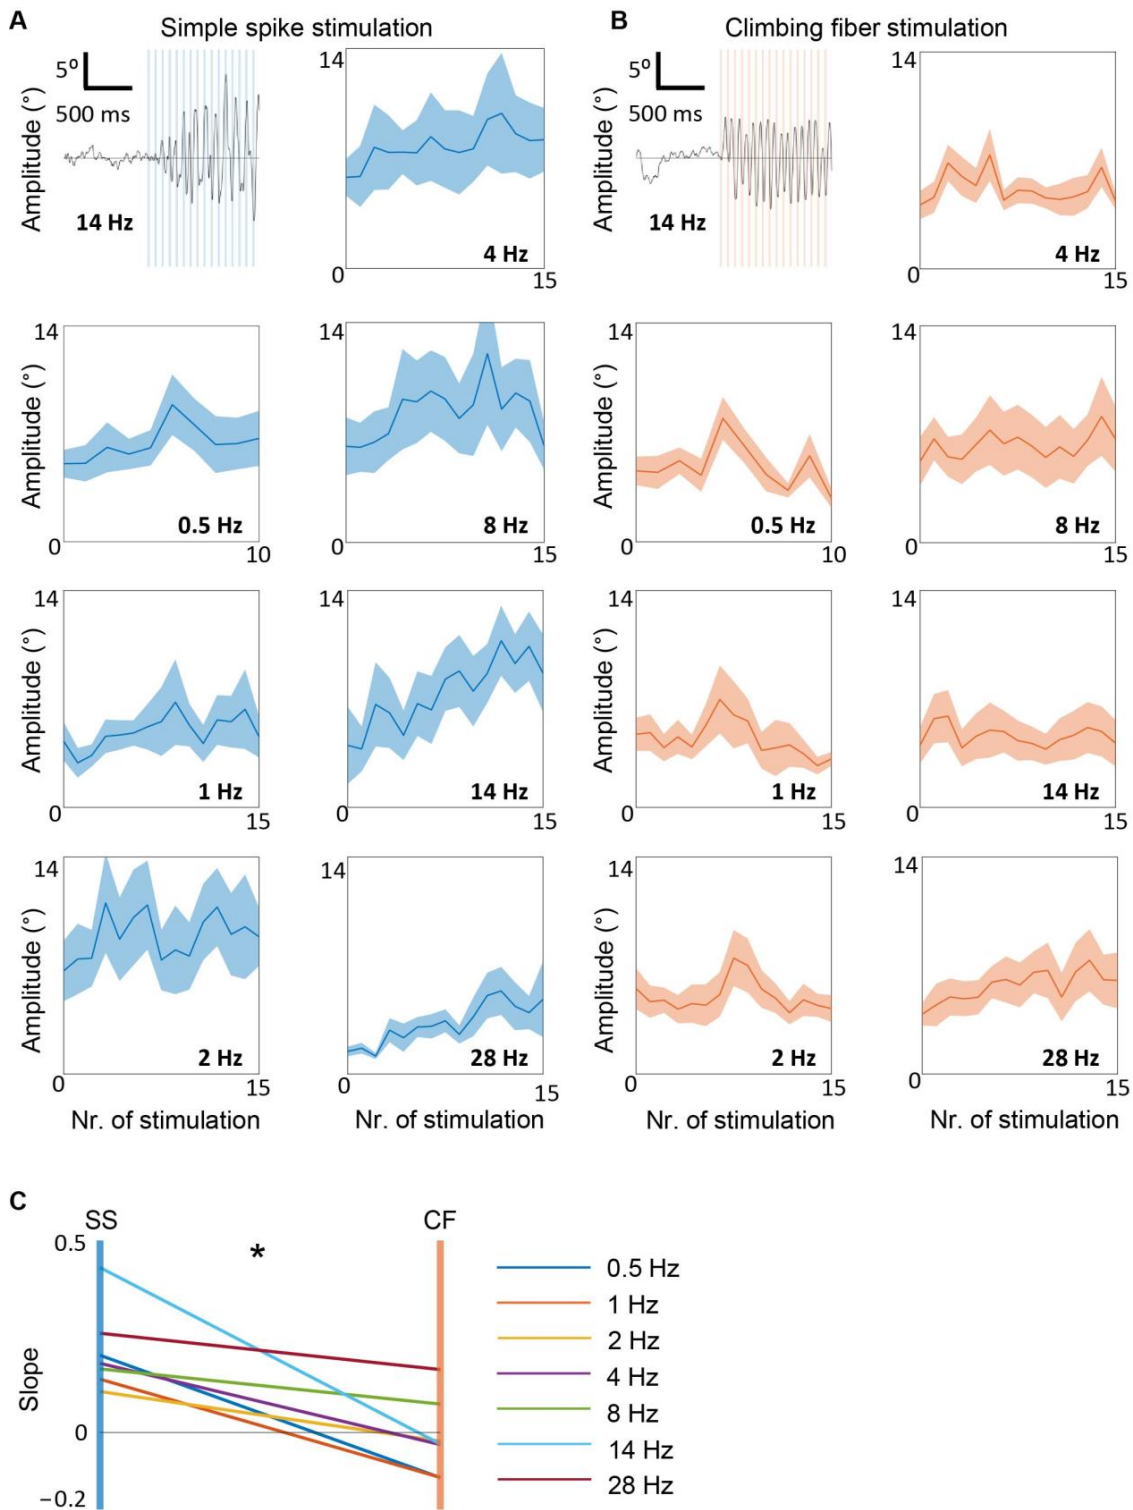 A
Simple spike stimulation
B
Climbing fiber stimulation
5°
500 ms
Amplitude (°)
14 Hz
14
4 Hz
0
15
5°
500 ms
Amplitude (°)
14 Hz
14
4 Hz
0
15
14
Amplitude (°)
0.5 Hz
0
10
14
8 Hz
0
15
14
Amplitude (°)
0.5 Hz
0
10
14
8 Hz
0
15
14
Amplitude (°)
1 Hz
0
15
14
14 Hz
0
15
14
Amplitude (°)
1 Hz
0
15
14
14 Hz
0
15
14
Amplitude (°)
2 Hz
0
15
Nr. of stimulation
14
28 Hz
0
15
Nr. of stimulation
14
Amplitude (°)
2 Hz
0
15
Nr. of stimulation
14
28 Hz
0
15
Nr. of stimulation
C
SS
CF
0.5
*
Slope
0
−0.2
0.5 Hz
1 Hz
2 Hz
4 Hz
8 Hz
14 Hz
28 Hz